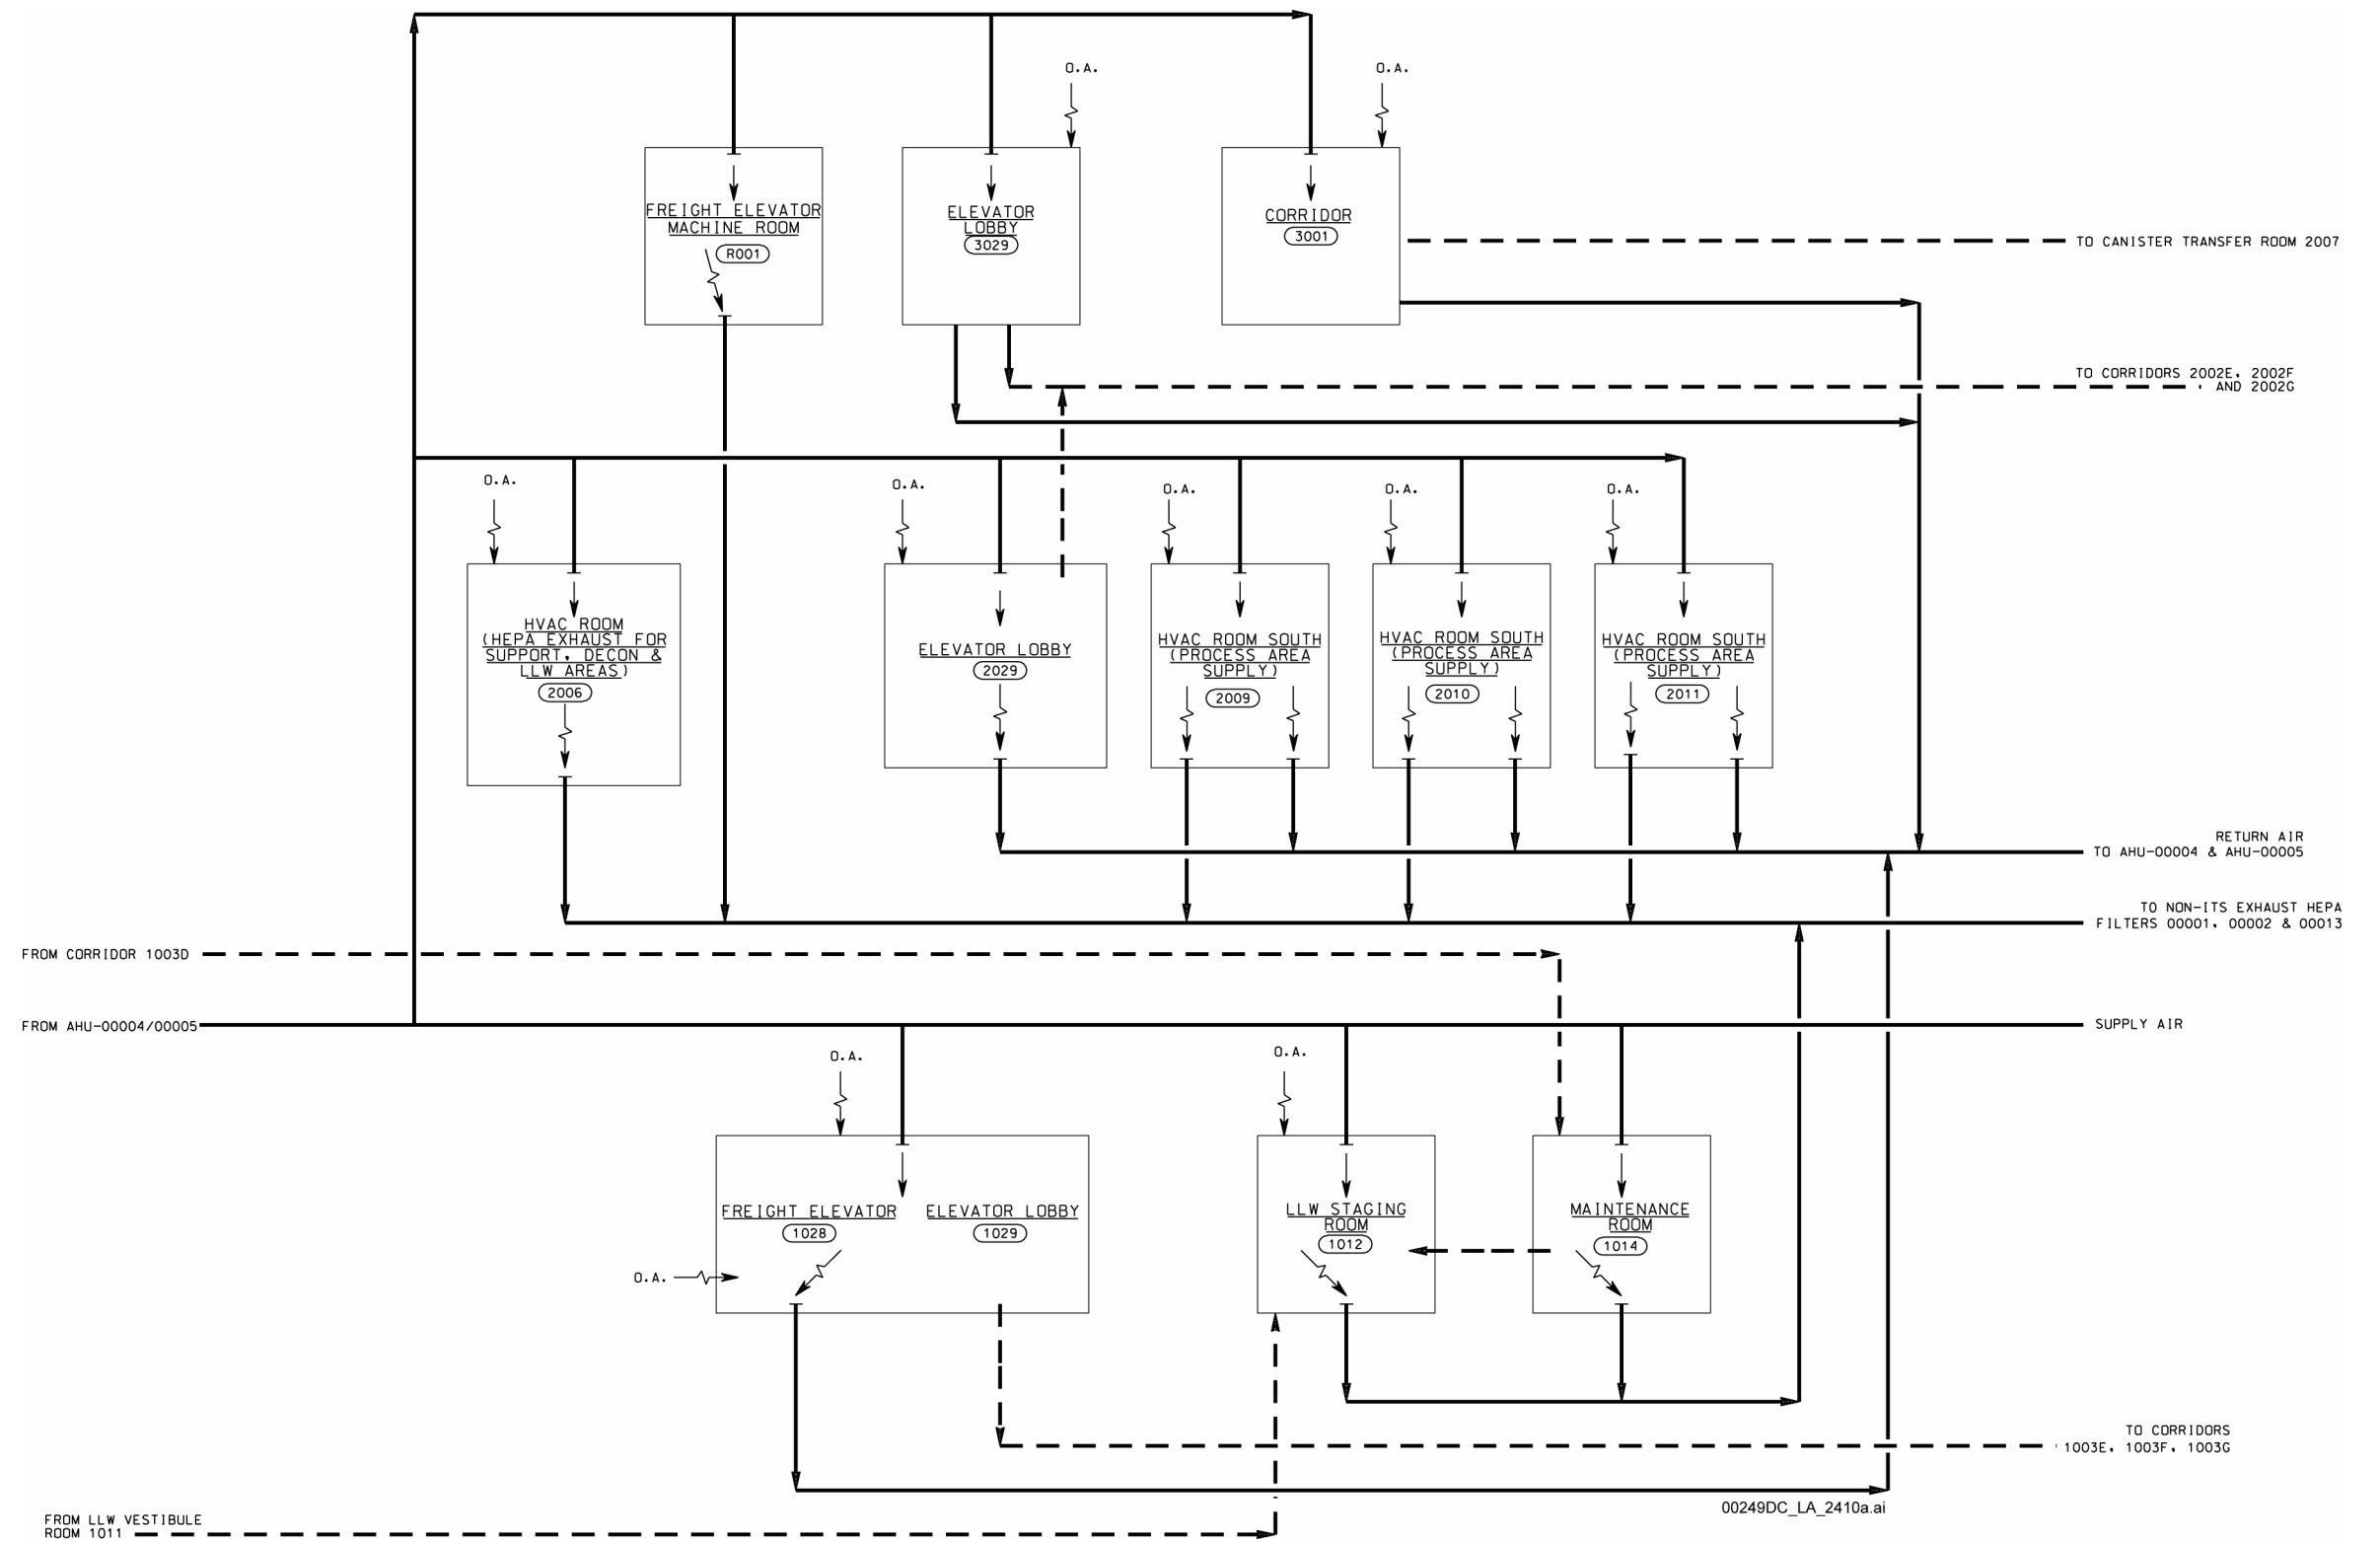 O.A.
O.A.
FREIGHT ELEVATOR
MACHINE ROOM
R001
ELEVATOR
LOBBY
3029
CORRIDOR
3001
TO CANISTER TRANSFER ROOM 2007
TO CORRIDORS 2002E, 2002F
AND 2002G
O.A.
O.A.
O.A.
O.A.
O.A.
HVAC ROOM
(HEPA EXHAUST FOR
SUPPORT, DECON &
LLW AREAS)
2006
ELEVATOR LOBBY
2029
HVAC ROOM SOUTH
(PROCESS AREA
SUPPLY)
2009
HVAC ROOM SOUTH
(PROCESS AREA
SUPPLY)
2010
HVAC ROOM SOUTH
(PROCESS AREA
SUPPLY)
2011
RETURN AIR
TO AHU-00004 & AHU-00005
TO NON-ITS EXHAUST HEPA
FILTERS 00001, 00002 & 00013
FROM CORRIDOR 1003D
FROM AHU-00004/00005
SUPPLY AIR
O.A.
O.A.
FREIGHT ELEVATOR
1028
ELEVATOR LOBBY
1029
O.A.
LLW STAGING
ROOM
1012
MAINTENANCE
ROOM
1014
TO CORRIDORS
1003E, 1003F, 1003G
00249DC_LA_2410a.ai
FROM LLW VESTIBULE
ROOM 1011